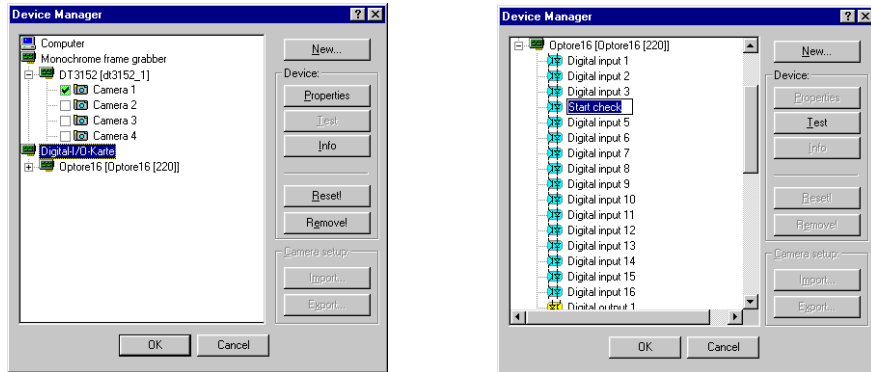 Device Manager
Computer
Monochrome frame grabber
DT3152 [dt3152_1]
Camera 1
Camera 2
Camera 3
Camera 4
Digital-I/O-Karte
Optore16 [Optore16 [220]]
New...
Device:
Properties
Test
Info
Reset!
Remove!
Camera setup:
Import...
Export...
OK
Cancel
Device Manager
Optore16 [Optore16 [220]]
Digital input 1
Digital input 2
Digital input 3
Start check
Digital input 5
Digital input 6
Digital input 7
Digital input 8
Digital input 9
Digital input 10
Digital input 11
Digital input 12
Digital input 13
Digital input 14
Digital input 15
Digital input 16
Digital output 1
New...
Device:
Properties
Test
Info
Reset!
Remove!
Camera setup:
Import...
Export...
OK
Cancel